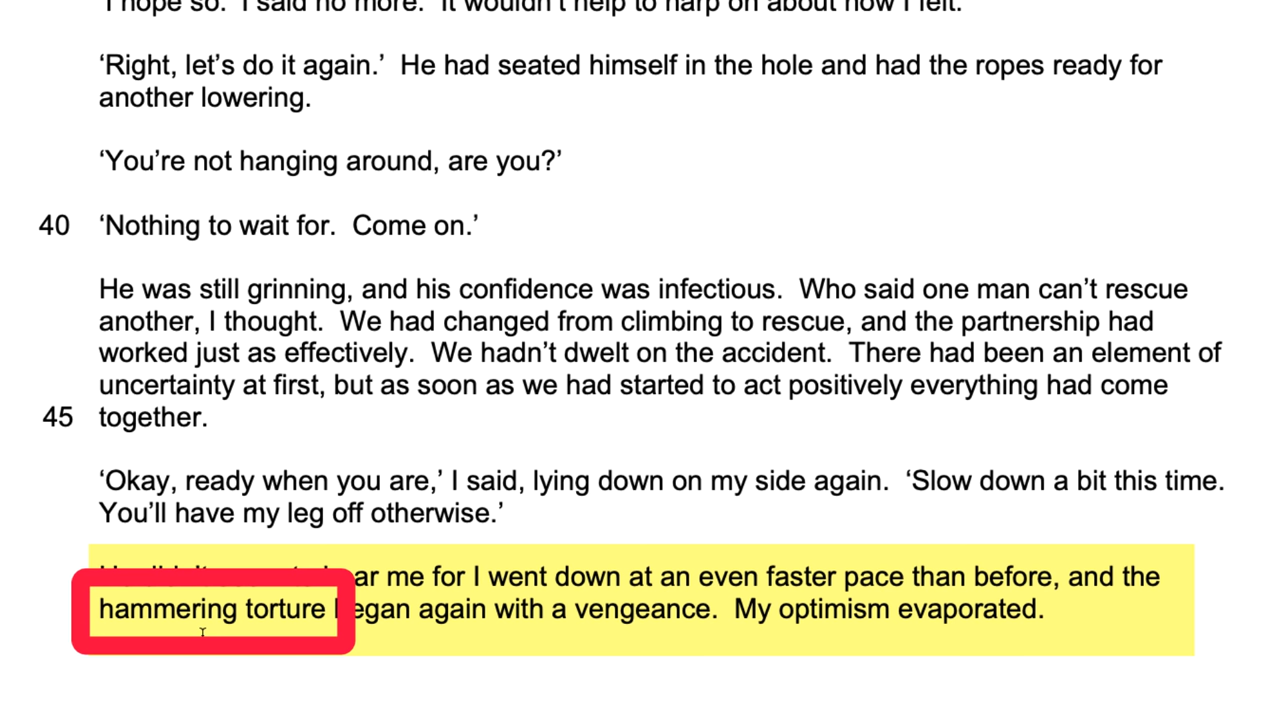 ‘Right, let’s do it again.’ He had seated himself in the hole and had the ropes ready for
another lowering.
‘You’re not hanging around, are you?’
40 ‘Nothing to wait for. Come on.’
He was still grinning, and his confidence was infectious. Who said one man can’t rescue
another, I thought. We had changed from climbing to rescue, and the partnership had
worked just as effectively. We hadn’t dwelt on the accident. There had been an element of
uncertainty at first, but as soon as we had started to act positively everything had come
45 together.
‘Okay, ready when you are,’ I said, lying down on my side again. ‘Slow down a bit this time.
You’ll have my leg off otherwise.’
me for I went down at an even faster pace than before, and the
hammering torture began again with a vengeance. My optimism evaporated.